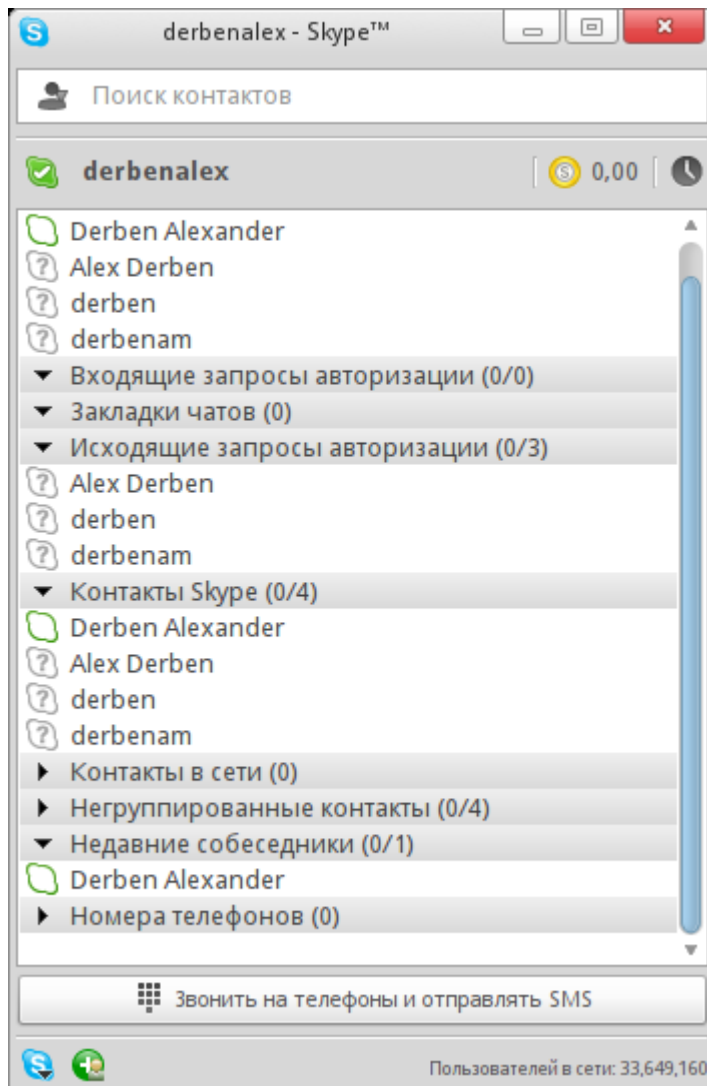 derbenalex - Skype™
Поиск контактов
derbenalex 0,00
Derben Alexander
Alex Derben
derben
derbenam
Входящие запросы авторизации (0/0)
Закладки чатов (0)
Исходящие запросы авторизации (0/3)
Alex Derben
derben
derbenam
Контакты Skype (0/4)
Derben Alexander
Alex Derben
derben
derbenam
Контакты в сети (0)
Негруппированные контакты (0/4)
Недавние собеседники (0/1)
Derben Alexander
Номера телефонов (0)
Звонить на телефоны и отправлять SMS
Пользователей в сети: 33,649,160